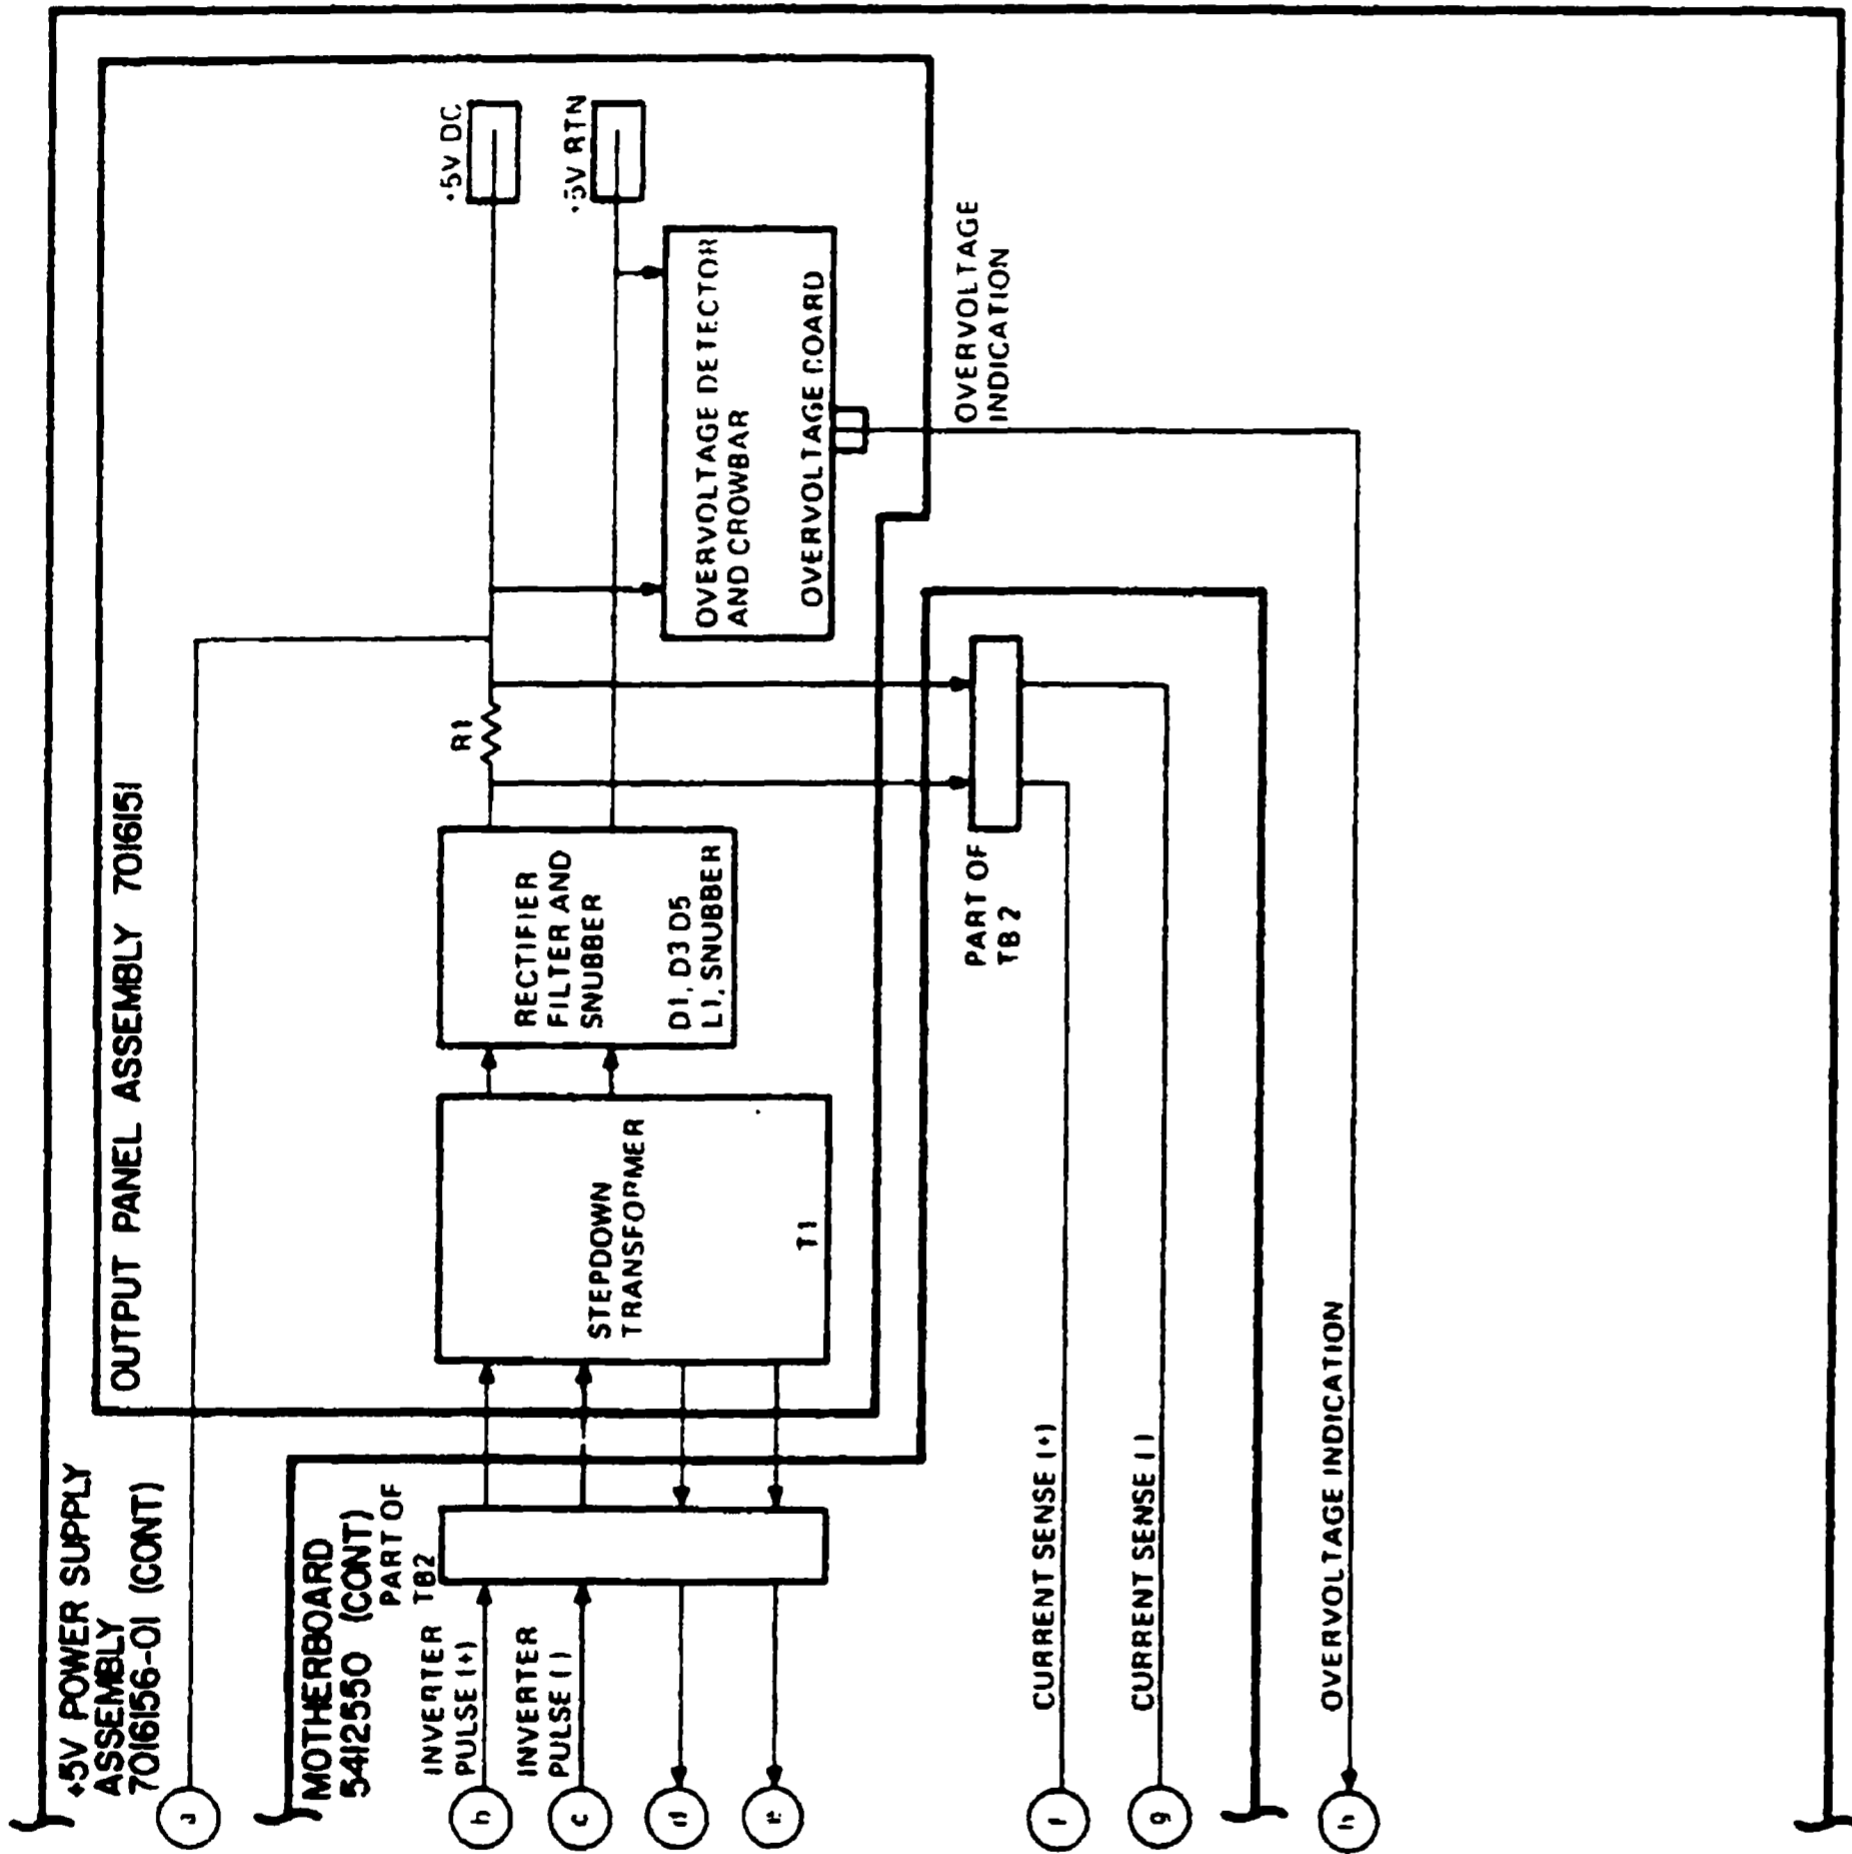 +5V POWER SUPPLY
ASSEMBLY
7016156-01 (CONT)
OUTPUT PANEL ASSEMBLY 7016151
MOTHERBOARD
5412550 (CONT)
PART OF
TB2
INVERTER
PULSE (+)
INVERTER
PULSE ( )
STEPDOWN
TRANSFORMER
T1
RECTIFIER
FILTER AND
SNUBBER
D1, D3 D5
L1, SNUBBER
R1
+5V DC
+5V RTN
OVERVOLTAGE DETECTOR
AND CROWBAR
OVERVOLTAGE BOARD
OVERVOLTAGE
INDICATION
PART OF
TB2
CURRENT SENSE (+)
CURRENT SENSE ( )
OVERVOLTAGE INDICATION
a
b
c
d
e
f
g
h